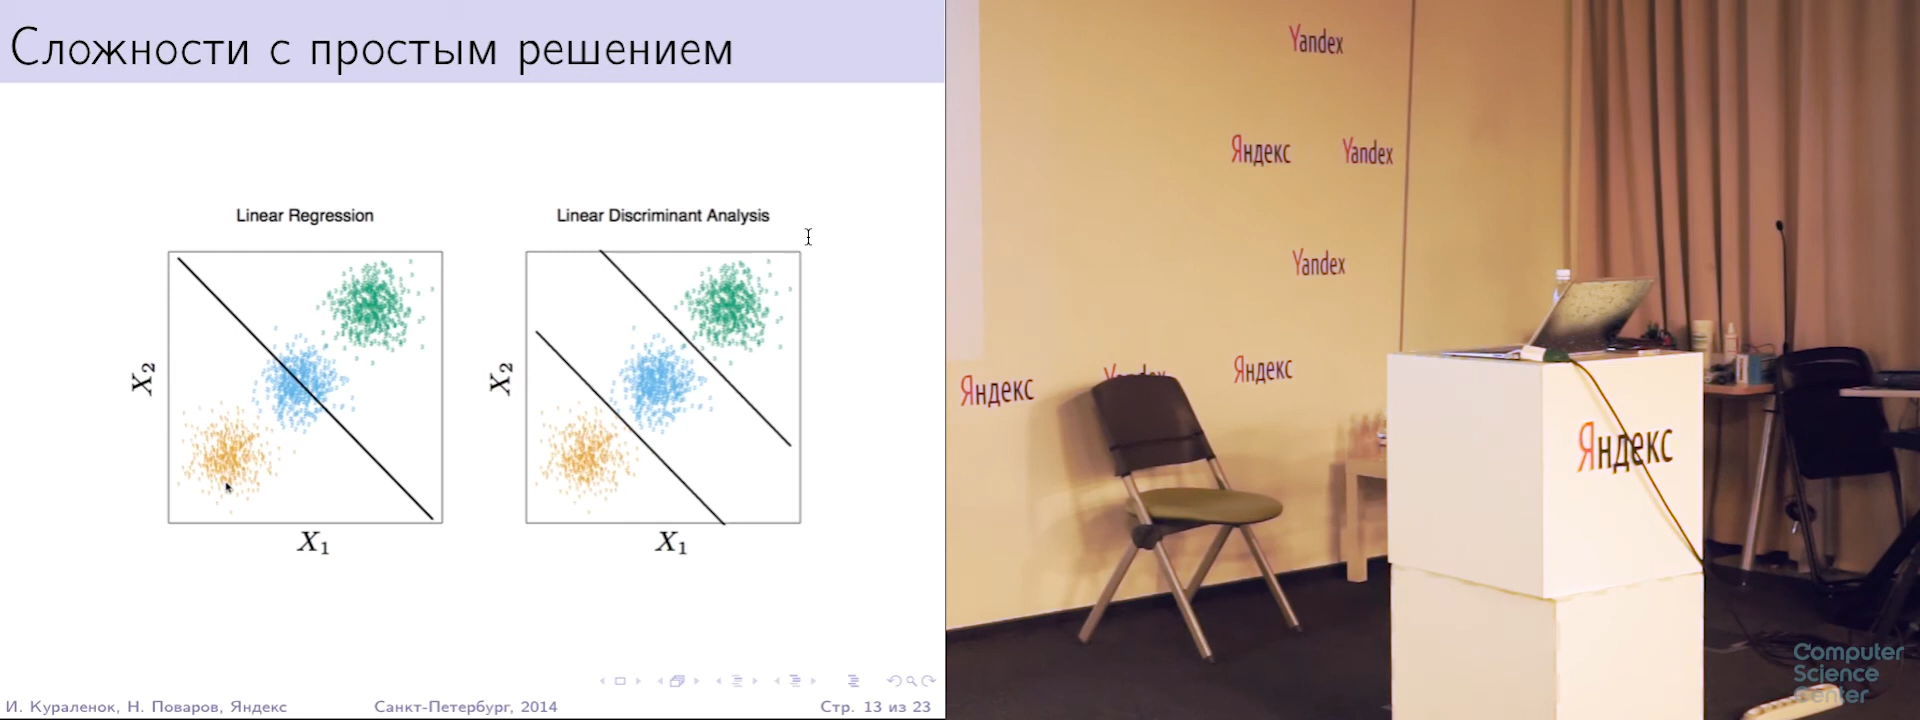 Сложности с простым решением
Linear Regression
Linear Discriminant Analysis
X2
X1
X2
X1
И. Кураленок, Н. Поваров, Яндекс
Санкт-Петербург, 2014
Стр. 13 из 23
Yandex
Яндекс
Yandex
Yandex
Яндекс
Yandex
Яндекс
Яндекс
Computer
Science
Center